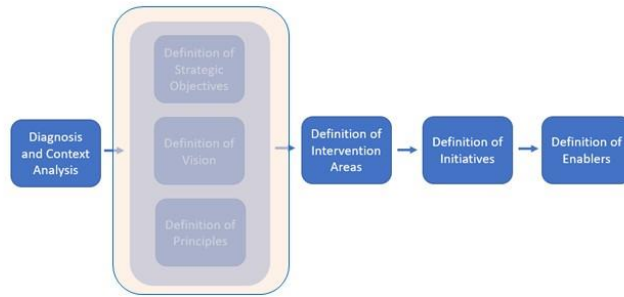 Diagnosis
and Context
Analysis
Definition of
Strategic
Objectives
Definition of
Vision
Definition of
Principles
Definition of
Intervention
Areas
Definition of
Initiatives
Definition of
Enablers